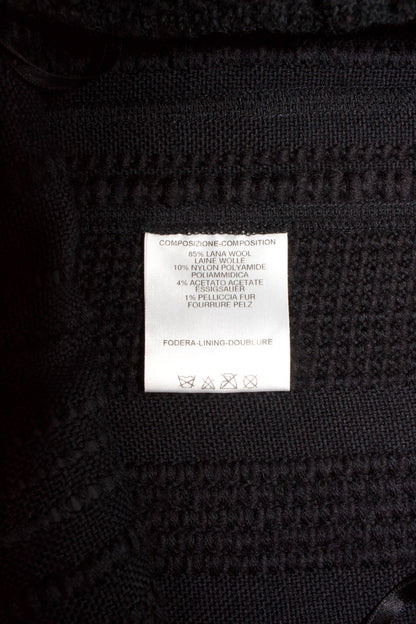 COMPOSIZIONE-COMPOSITION
85% LANA WOOL
LAINE WOLLE
10% NYLON POLYAMIDE
POLIAMMIDICA
4% ACETATO ACETATE
ESSIGSAUER
1% PELLICCIA FUR
FOURRURE PELZ
FODERA-LINING-DOUBLURE